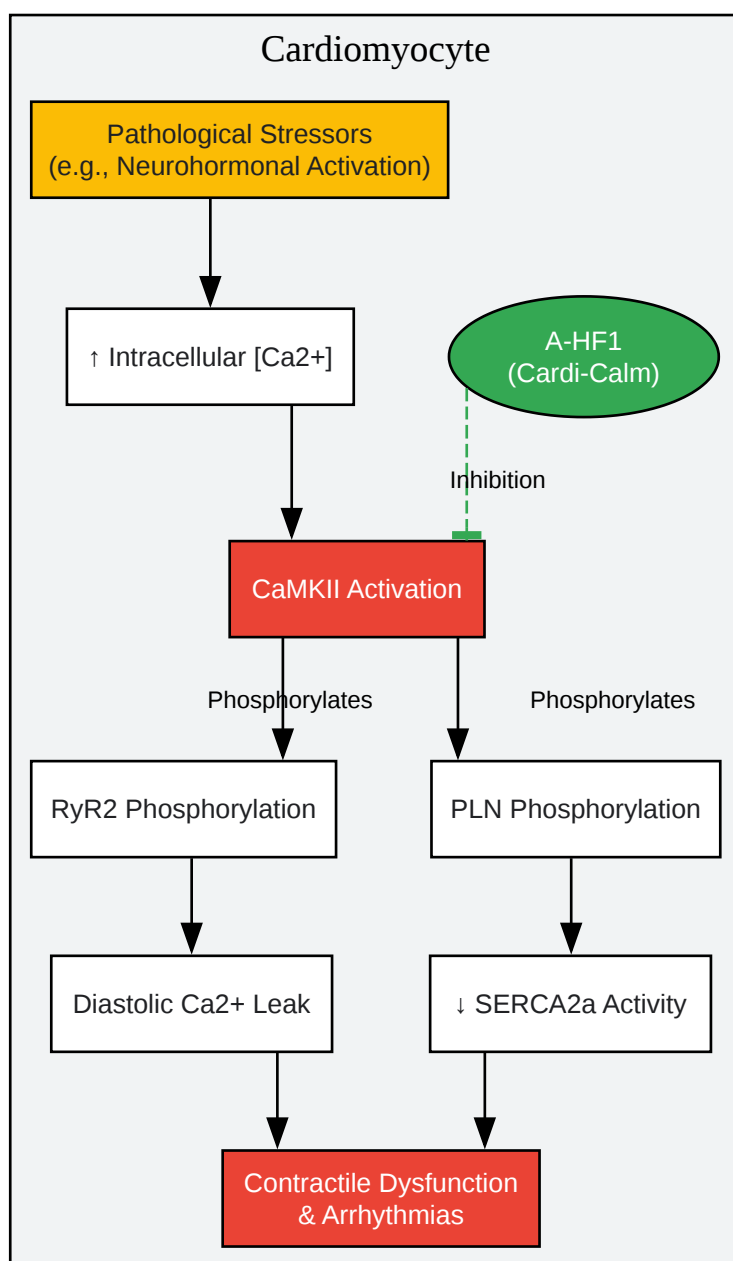 Cardiomyocyte
Pathological Stressors
(e.g., Neurohormonal Activation)
↑ Intracellular [Ca2+]
A-HF1
(Cardi-Calm)
Inhibition
CaMKII Activation
Phosphorylates
Phosphorylates
RyR2 Phosphorylation
PLN Phosphorylation
Diastolic Ca2+ Leak
↓ SERCA2a Activity
Contractile Dysfunction
& Arrhythmias